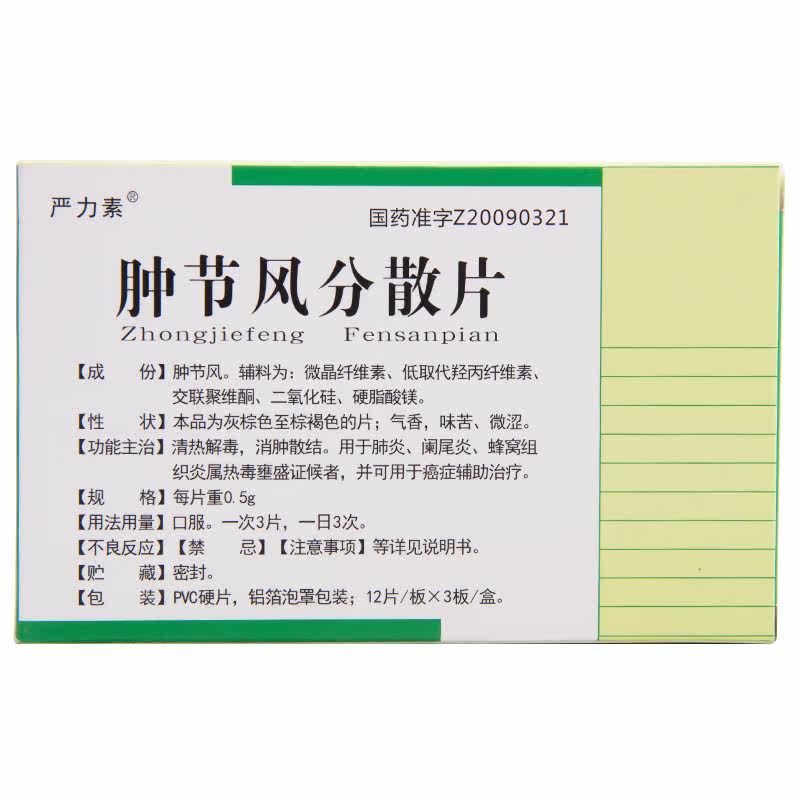 严力素®
国药准字Z20090321
肿节风分散片
Zhongjiefeng Fensanpian
【成 份】肿节风。辅料为：微晶纤维素、低取代羟丙纤维素、
交联聚维酮、二氧化硅、硬脂酸镁。
【性 状】本品为灰棕色至棕褐色的片；气香，味苦、微涩。
【功能主治】清热解毒，消肿散结。用于肺炎、阑尾炎、蜂窝组
织炎属热毒壅盛证候者，并可用于癌症辅助治疗。
【规 格】每片重0.5g
【用法用量】口服。一次3片，一日3次。
【不良反应】【禁 忌】【注意事项】等详见说明书。
【贮 藏】密封。
【包 装】PVC硬片，铝箔泡罩包装；12片/板×3板/盒。